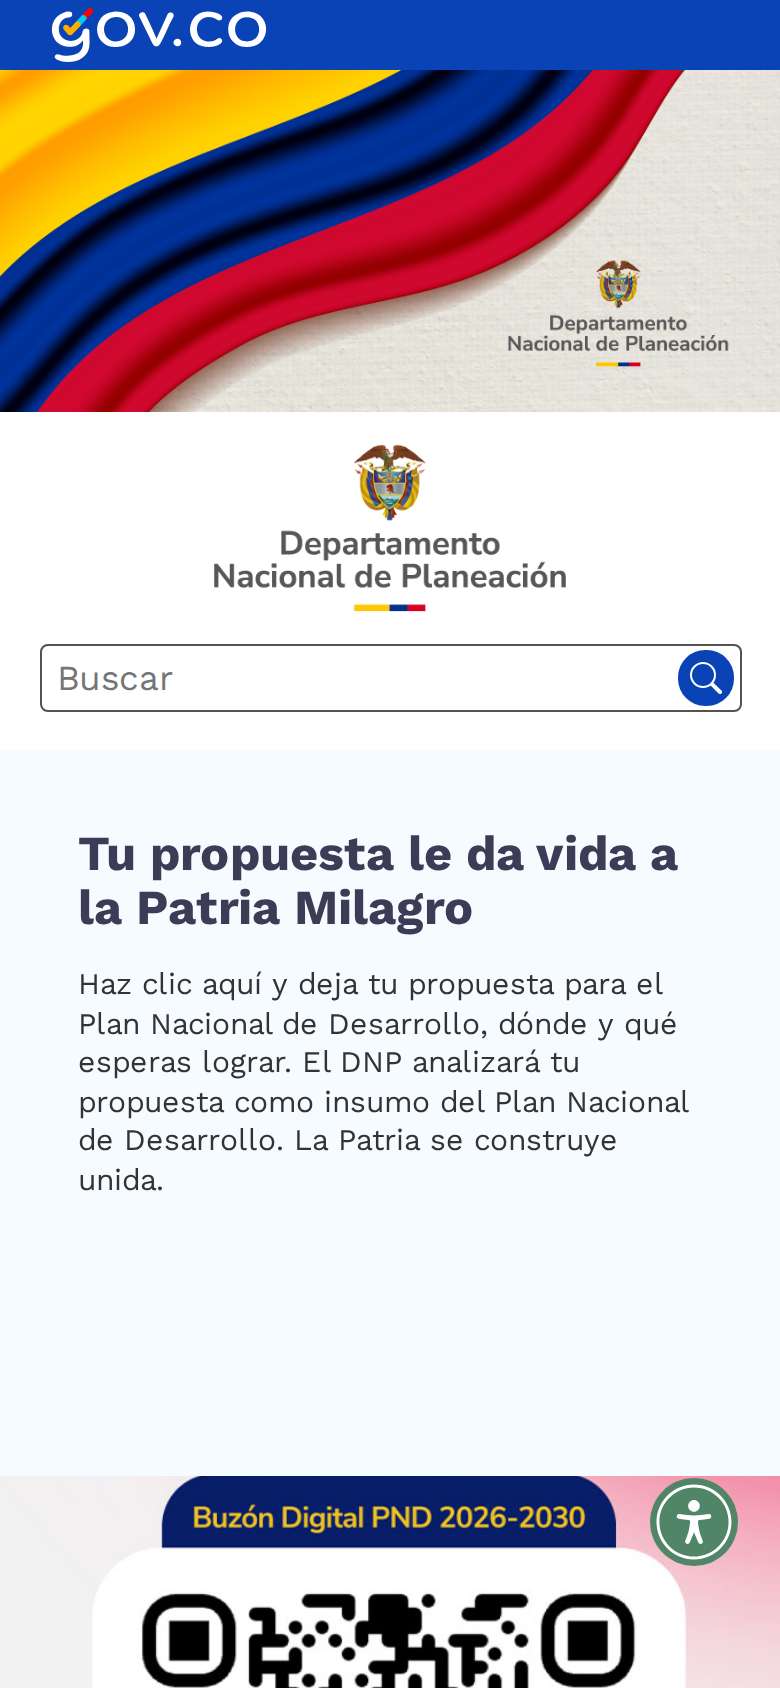 gov.co
Departamento
Nacional de Planeación
Departamento
Nacional de Planeación
Buscar
Tu propuesta le da vida a
la Patria Milagro
Haz clic aquí y deja tu propuesta para el
Plan Nacional de Desarrollo, dónde y qué
esperas lograr. El DNP analizará tu
propuesta como insumo del Plan Nacional
de Desarrollo. La Patria se construye
unida.
Buzón Digital PND 2026-2030